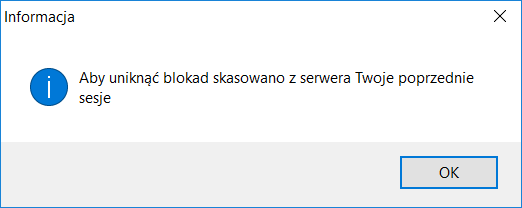 Informacja
Aby uniknąć blokad skasowano z serwera Twoje poprzednie
sesje
OK